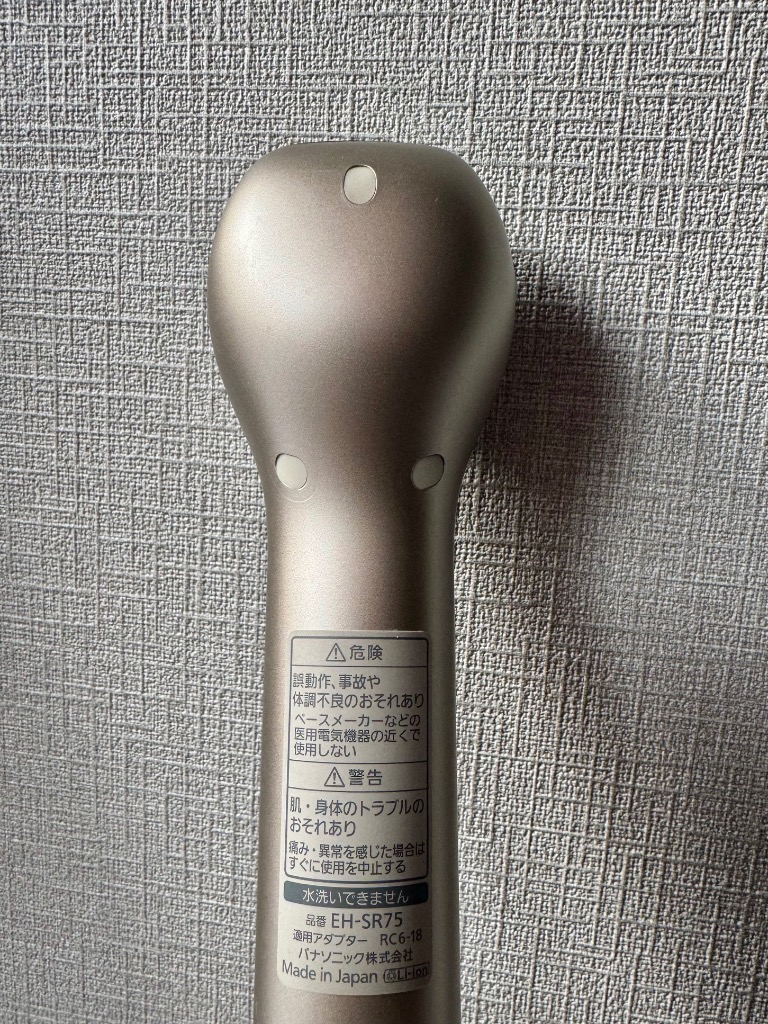 ⚠危険
誤動作、事故や
体調不良のおそれあり
ペースメーカーなどの
医用電気機器の近くで
使用しない
⚠警告
肌・身体のトラブルの
おそれあり
痛み・異常を感じた場合は
すぐに使用を中止する
水洗いできません
品番 EH-SR75
適用アダプター RC6-18
パナソニック株式会社
Made in Japan Li-ion